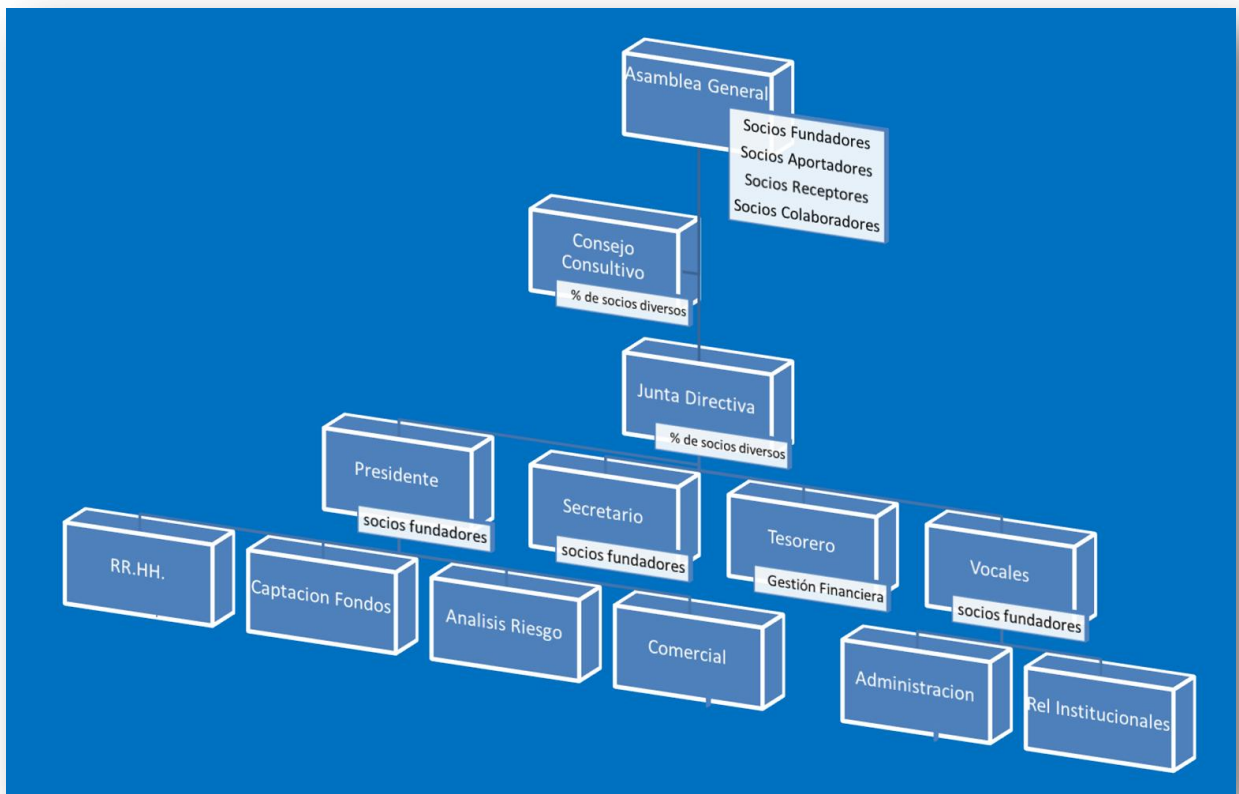 Asamblea General
Socios Fundadores
Socios Aportadores
Socios Receptores
Socios Colaboradores
Consejo
Consultivo
% de socios diversos
Junta Directiva
% de socios diversos
Presidente
socios fundadores
Secretario
socios fundadores
Tesorero
Gestión Financiera
Vocales
socios fundadores
RR.HH.
Captacion Fondos
Analisis Riesgo
Comercial
Administracion
Rel Institucionales